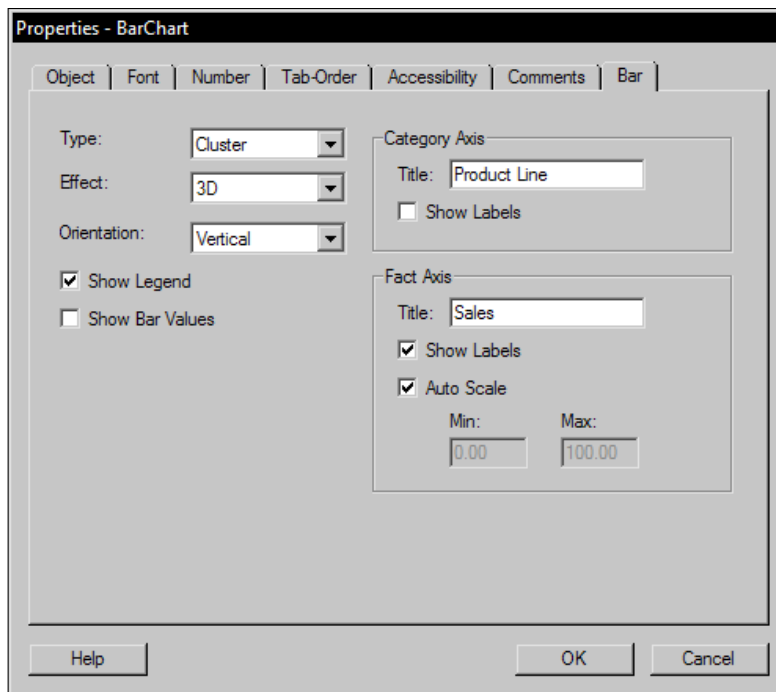 Properties - BarChart
Object Font Number Tab-Order Accessibility Comments Bar
Type: Cluster
Effect: 3D
Orientation: Vertical
Show Legend
Show Bar Values
Category Axis
Title: Product Line
Show Labels
Fact Axis
Title: Sales
Show Labels
Auto Scale
Min: Max:
0.00 100.00
Help OK Cancel